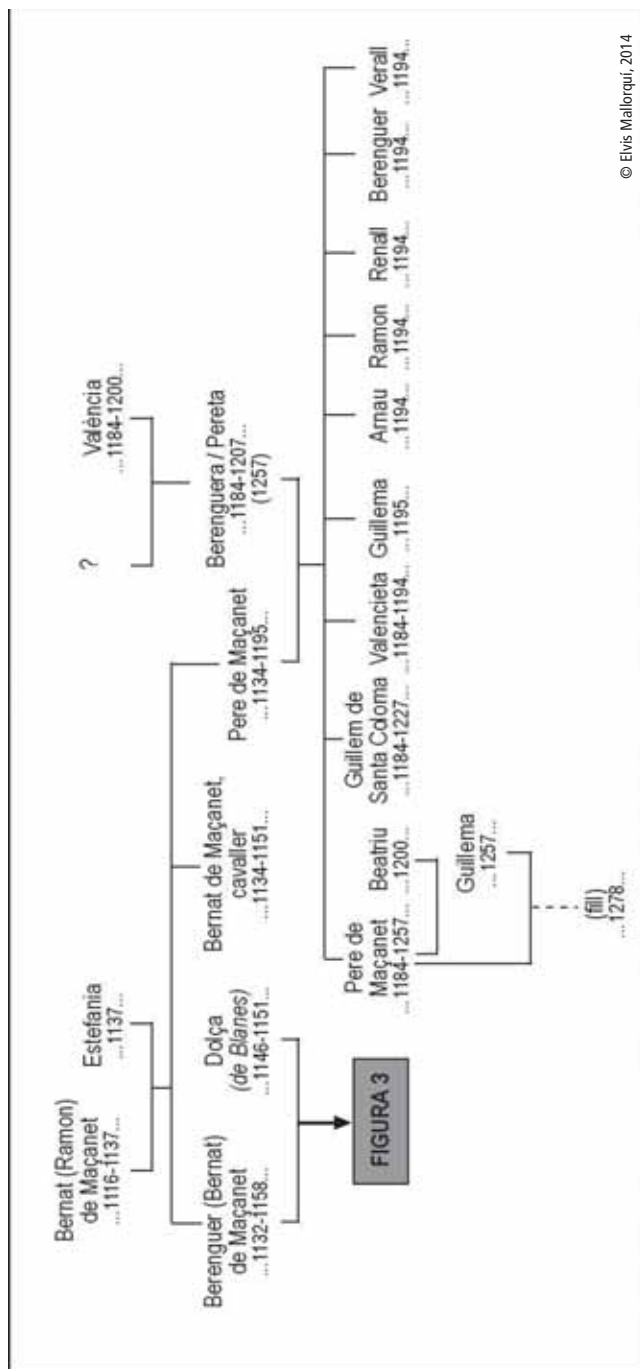 Bernat (Ramon)
de Maçanet
...1116-1137...
Estefania
...1137...
?
València
...1184-1200...
Berenguer (Bernat)
de Maçanet
...1132-1158...
Dolça
(de Blanes)
...1146-1151...
Bernat de Maçanet,
cavaller
...1134-1151...
Pere de Maçanet
...1134-1195...
Berenguera / Pereta
...1184-1207...
(1257)
FIGURA 3
Pere de
Maçanet
...1184-1257...
Beatriu
...1200...
Guillem de
Santa Coloma
...1184-1227...
Valencieta
...1184-1194...
Guillema
...1195...
Arnau
...1194...
Ramon
...1194...
Renall
...1194...
Berenguer
...1194...
Verall
...1194...
Guillema
...1257...
(fill)
...1278...
© Elvis Mallorquí, 2014